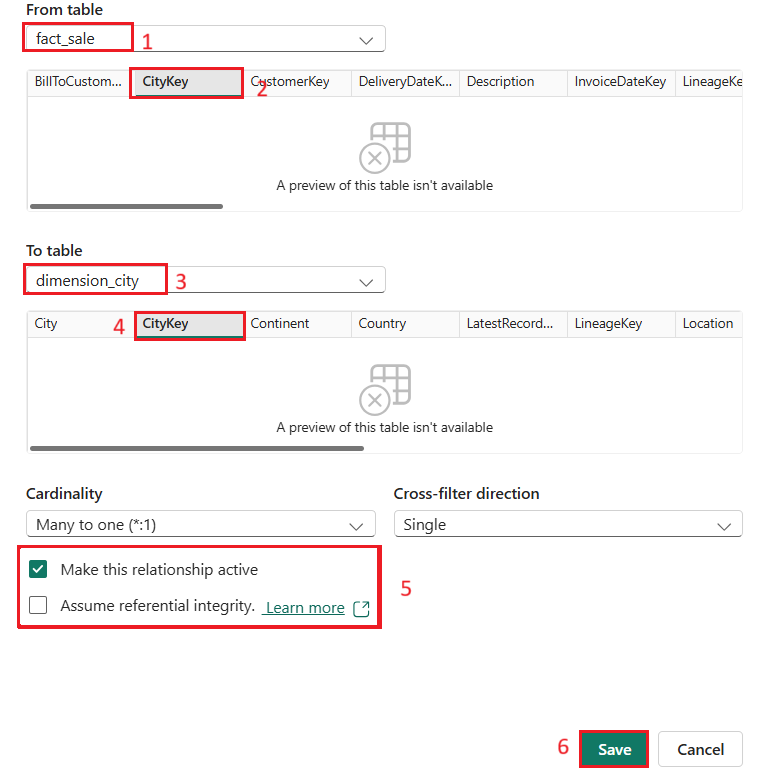 From table
fact_sale 1
BillToCustom... CityKey CustomerKey DeliveryDateK... Description InvoiceDateKey LineageKe
2
A preview of this table isn't available
To table
dimension_city 3
City 4 CityKey Continent Country LatestRecord... LineageKey Location
A preview of this table isn't available
Cardinality Cross-filter direction
Many to one (*:1) Single
Make this relationship active
5
Assume referential integrity. Learn more
6 Save Cancel